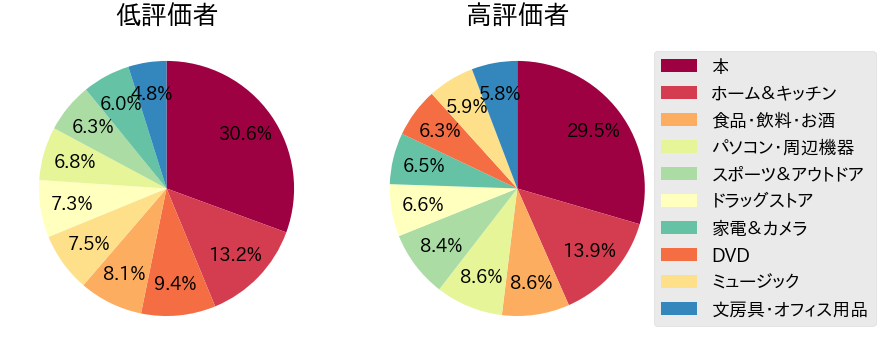 低評価者
30.6%
13.2%
9.4%
8.1%
7.5%
7.3%
6.8%
6.3%
6.0%
4.8%
高評価者
29.5%
13.9%
8.6%
8.6%
8.4%
6.6%
6.5%
6.3%
5.9%
5.8%
本
ホーム&キッチン
食品・飲料・お酒
パソコン・周辺機器
スポーツ&アウトドア
ドラッグストア
家電&カメラ
DVD
ミュージック
文房具・オフィス用品